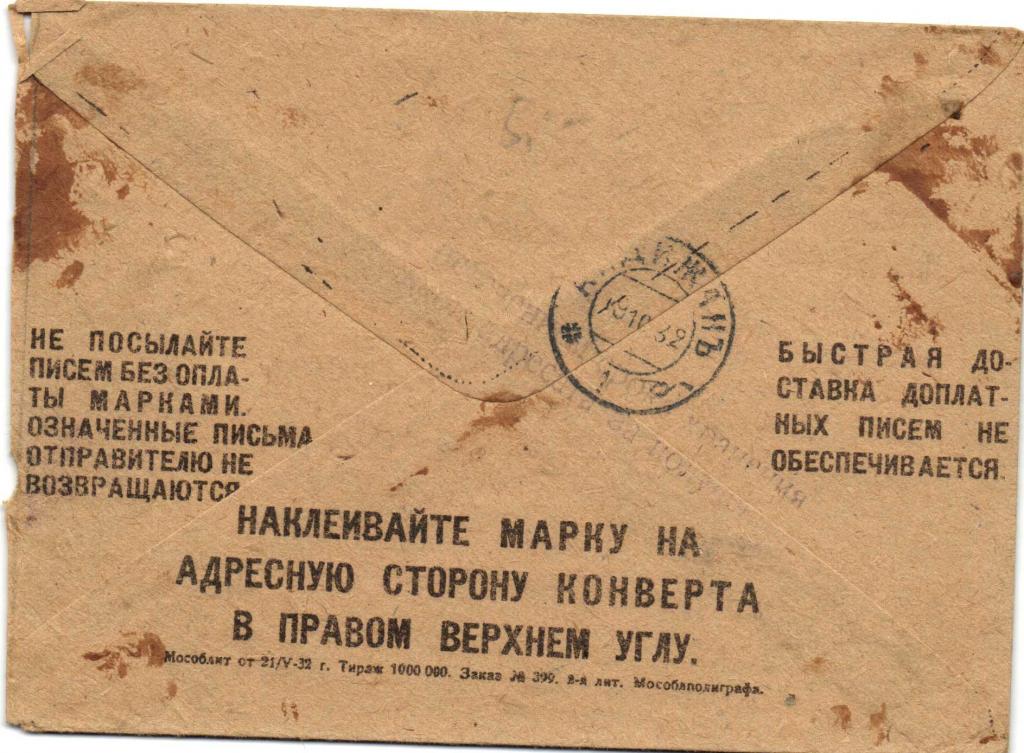 НЕ ПОСЫЛАЙТЕ
ПИСЕМ БЕЗ ОПЛА-
ТЫ МАРКАМИ.
ОЗНАЧЕННЫЕ ПИСЬМА
ОТПРАВИТЕЛЮ НЕ
ВОЗВРАЩАЮТСЯ
БЫСТРАЯ ДО-
СТАВКА ДОПЛАТ-
НЫХ ПИСЕМ НЕ
ОБЕСПЕЧИВАЕТСЯ.
НАКЛЕИВАЙТЕ МАРКУ НА
АДРЕСНУЮ СТОРОНУ КОНВЕРТА
В ПРАВОМ ВЕРХНЕМ УГЛУ.
Мособлит от 21/V-32 г. Тираж 1000 000. Заказ № 399. 2-я лит. Мособлполиграфа.